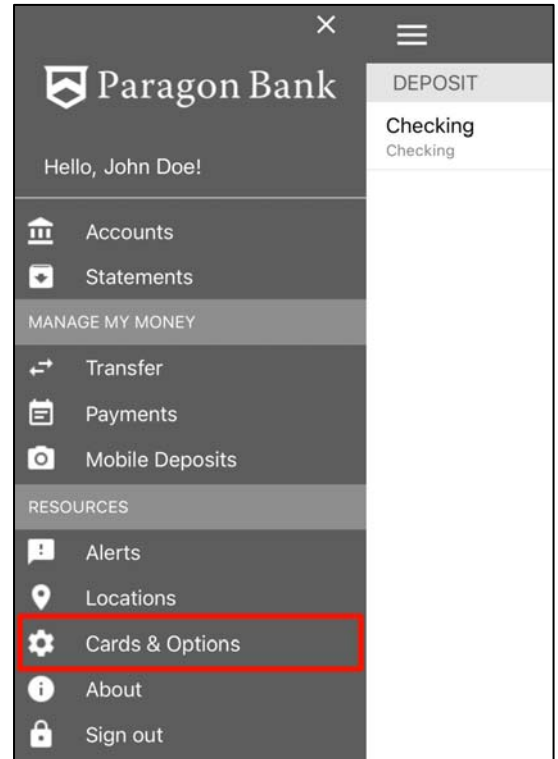 Paragon Bank
Hello, John Doe!
Accounts
Statements
MANAGE MY MONEY
Transfer
Payments
Mobile Deposits
RESOURCES
Alerts
Locations
Cards & Options
About
Sign out
DEPOSIT
Checking
Checking